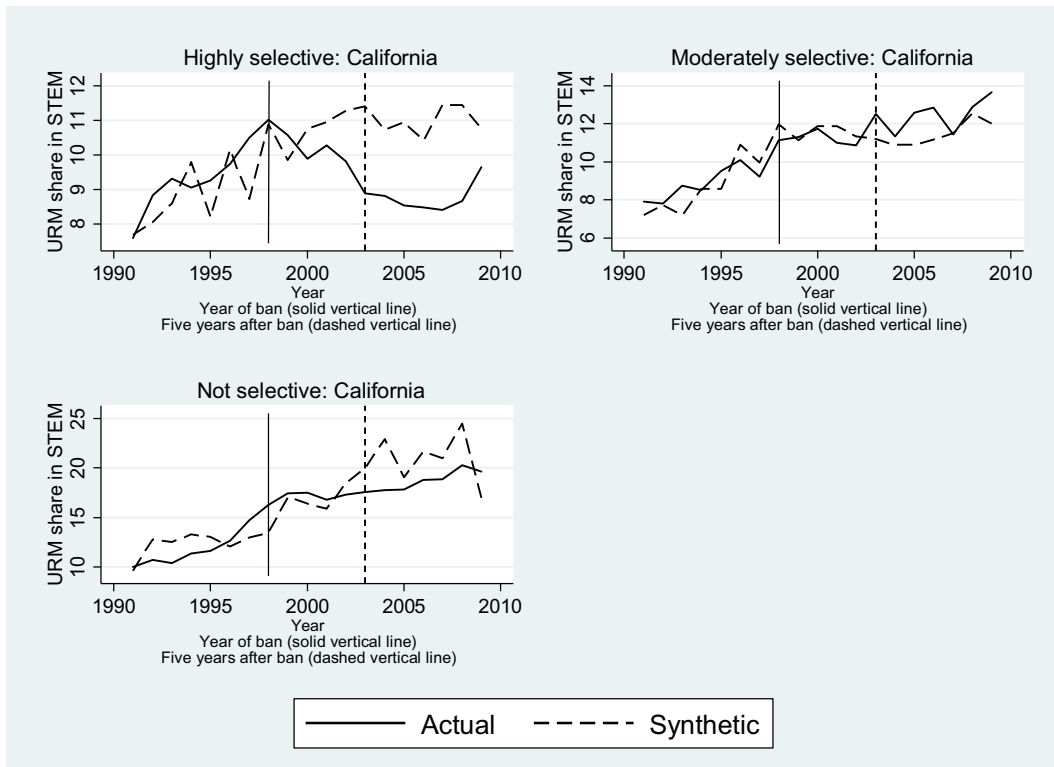 Highly selective: California
URM share in STEM
12
11
10
9
8
1990 1995 2000 2005 2010
Year
Year of ban (solid vertical line)
Five years after ban (dashed vertical line)
Moderately selective: California
URM share in STEM
14
12
10
8
6
1990 1995 2000 2005 2010
Year
Year of ban (solid vertical line)
Five years after ban (dashed vertical line)
Not selective: California
URM share in STEM
25
20
15
10
1990 1995 2000 2005 2010
Year
Year of ban (solid vertical line)
Five years after ban (dashed vertical line)
Actual Synthetic